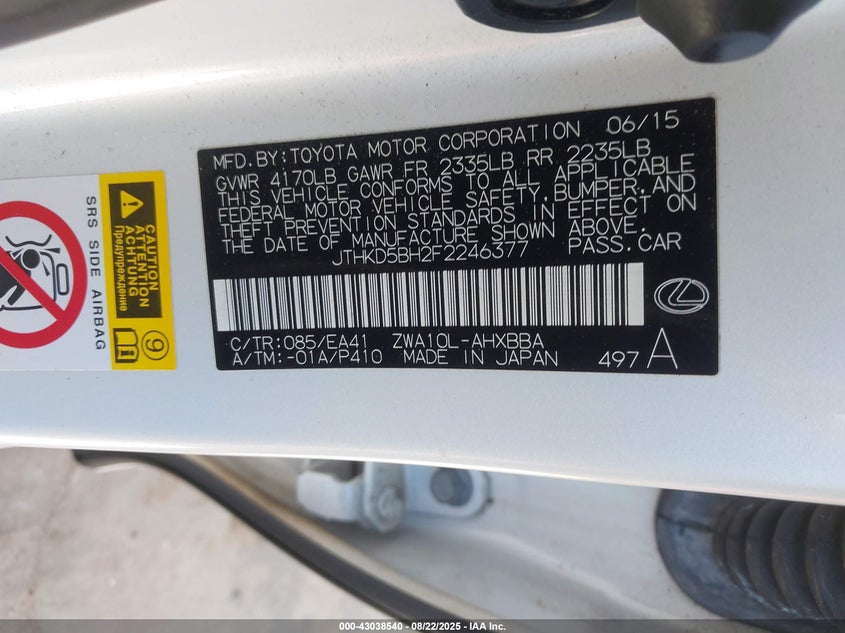 MFD. BY: TOYOTA MOTOR CORPORATION 06/15
GVWR 4170LB GAWR FR 2335LB RR 2235LB
THIS VEHICLE CONFORMS TO ALL APPLICABLE
FEDERAL MOTOR VEHICLE SAFETY, BUMPER, AND
THEFT PREVENTION STANDARDS IN EFFECT ON
THE DATE OF MANUFACTURE SHOWN ABOVE.
JTHKD5BH2F2246377 PASS. CAR
C/TR: 085/EA41 ZWA10L-AHXBBA
A/TM: -01A/P410 MADE IN JAPAN 497 A
SRS SIDE AIRBAG
CAUTION
ATTENTION
Предупреждение
9
000-43038540 - 08/22/2025 - IAAI.COM